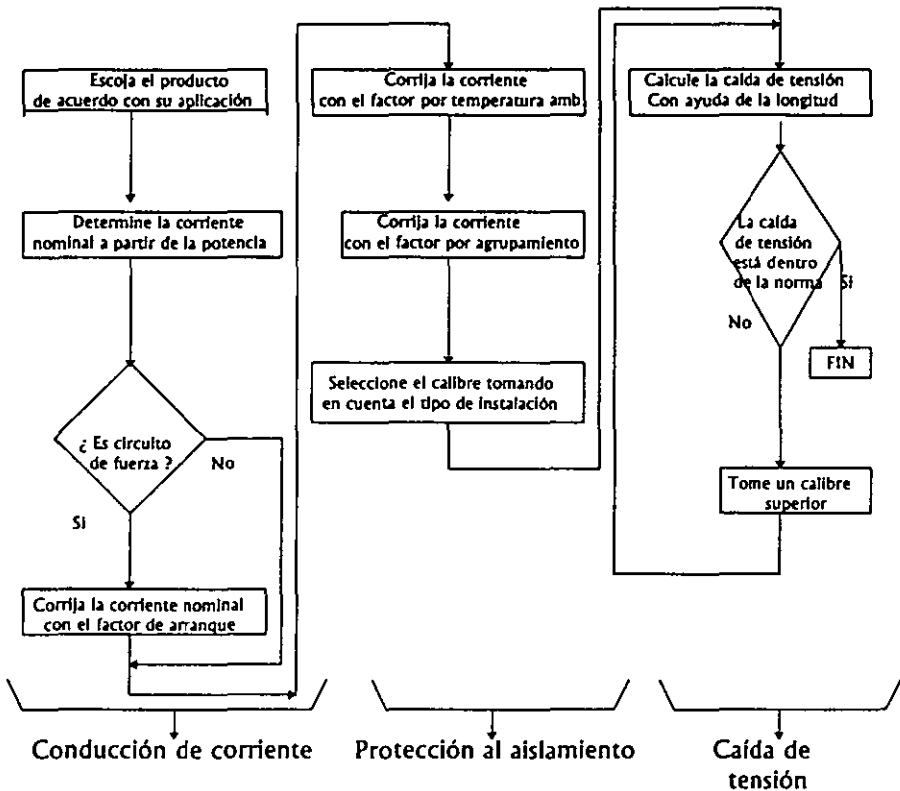 Escoja el producto
de acuerdo con su aplicación
Determine la corriente
nominal a partir de la potencia
¿ Es circuito
de fuerza ?
No
Si
Corrija la corriente nominal
con el factor de arranque
Conducción de corriente
Corrija la corriente
con el factor por temperatura amb
Corrija la corriente
con el factor por agrupamiento
Seleccione el calibre tomando
en cuenta el tipo de instalación
Protección al aislamiento
Calcule la caída de tensión
Con ayuda de la longitud
La caída
de tensión
está dentro
de la norma
Si
No
FIN
Tome un calibre
superior
Caída de
tensión